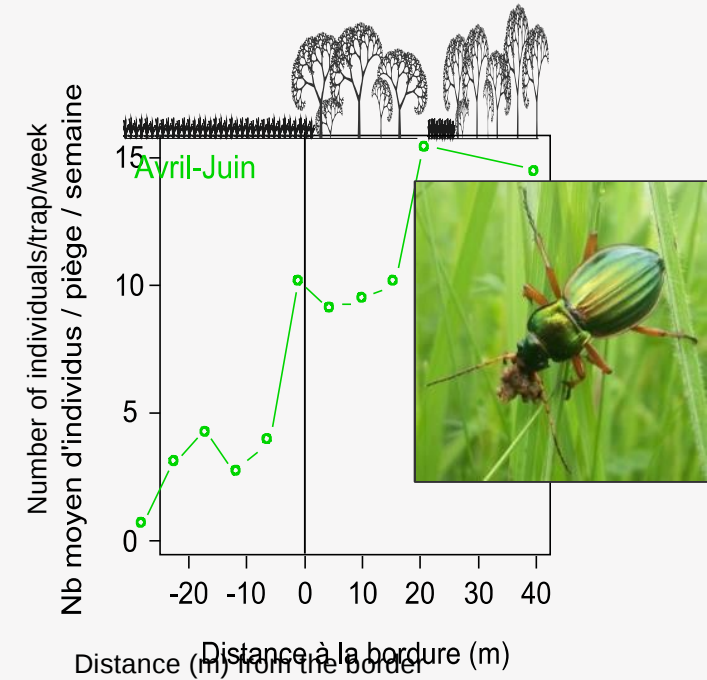 Number of individuals/trap/week
Nb moyen d'individus / piège / semaine
15
Avril-Juin
10
5
0
-20 -10 0 10 20 30 40
Distance à la bordure (m)
Distance (m) from the border